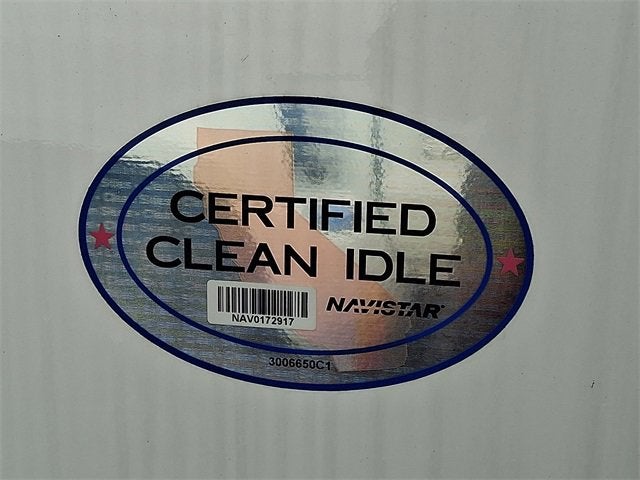 CERTIFIED
CLEAN IDLE
NAV0172917
NAVISTAR
3006650C1